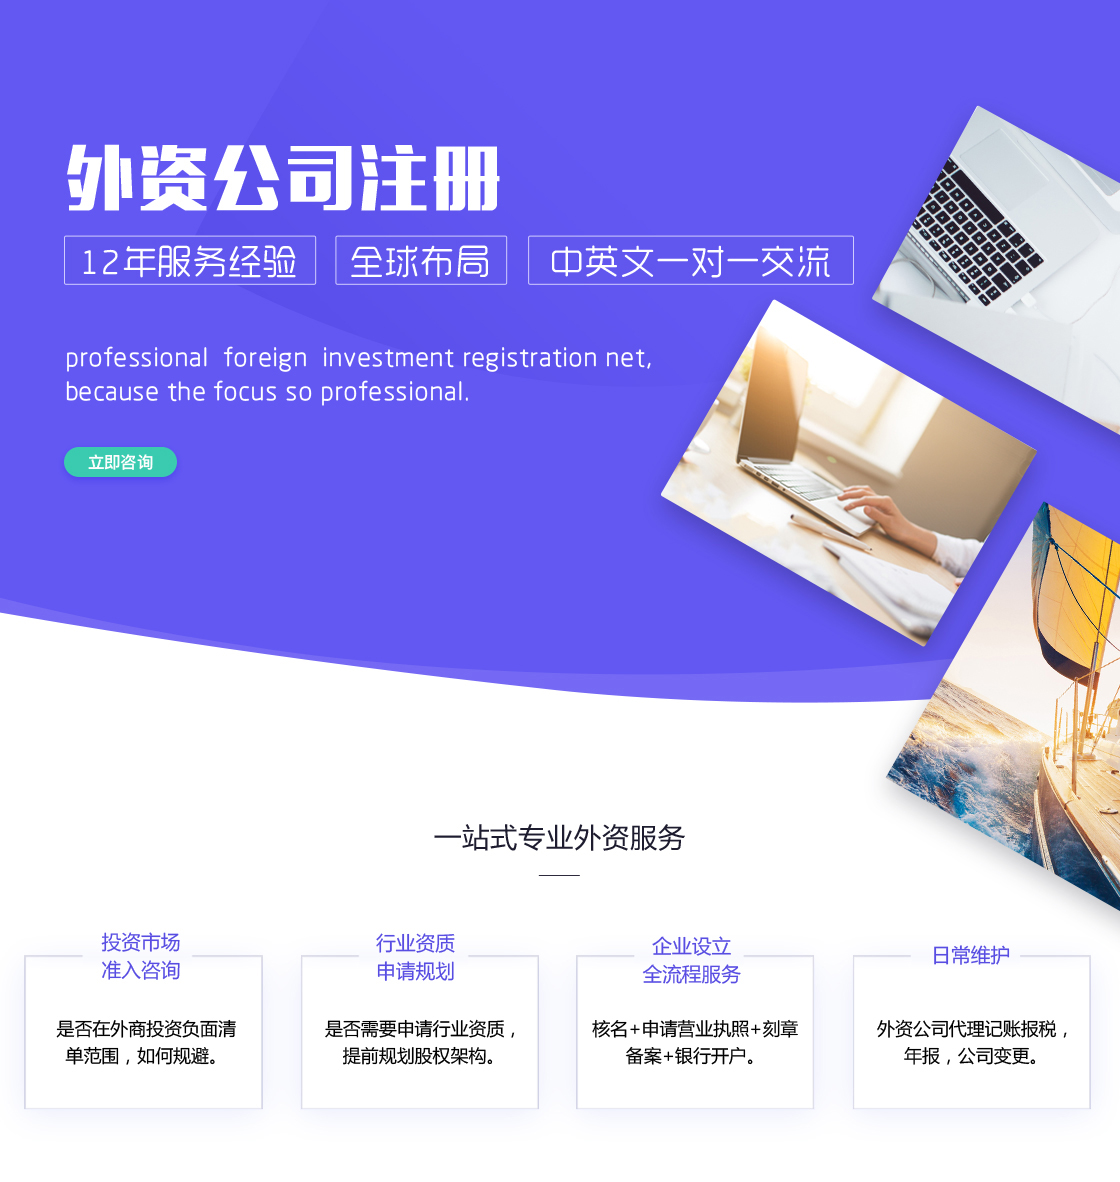 外资公司注册
12年服务经验 全球布局 中英文一对一交流
professional foreign investment registration net,
because the focus so professional.
立即咨询
一站式专业外资服务
投资市场
准入咨询
是否在外商投资负面清
单范围，如何规避。
行业资质
申请规划
是否需要申请行业资质，
提前规划股权架构。
企业设立
全流程服务
核名+申请营业执照+刻章
备案+银行开户。
日常维护
外资公司代理记账报税，
年报，公司变更。